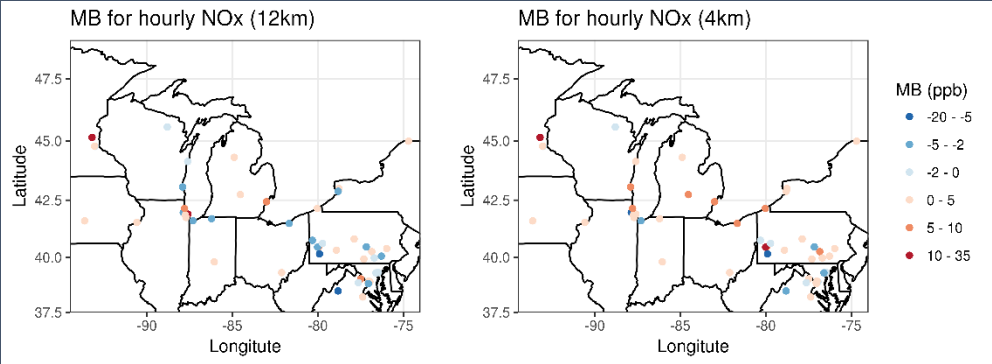 MB for hourly NOx (12km)
MB for hourly NOx (4km)
47.5
45.0
42.5
40.0
37.5
Latitude
-90
-85
-80
-75
Longitute
47.5
45.0
42.5
40.0
37.5
Latitude
-90
-85
-80
-75
Longitute
MB (ppb)
-20 - -5
-5 - -2
-2 - 0
0 - 5
5 - 10
10 - 35